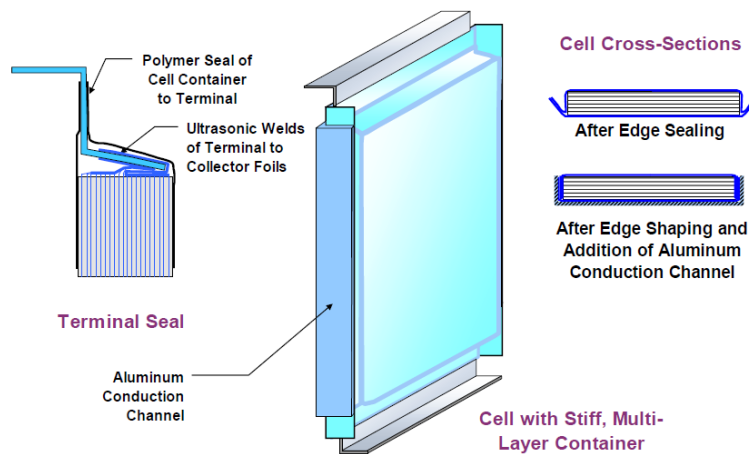 Polymer Seal of
Cell Container
to Terminal
Ultrasonic Welds
of Terminal to
Collector Foils
Terminal Seal
Aluminum
Conduction
Channel
Cell with Stiff, Multi-
Layer Container
Cell Cross-Sections
After Edge Sealing
After Edge Shaping and
Addition of Aluminum
Conduction Channel